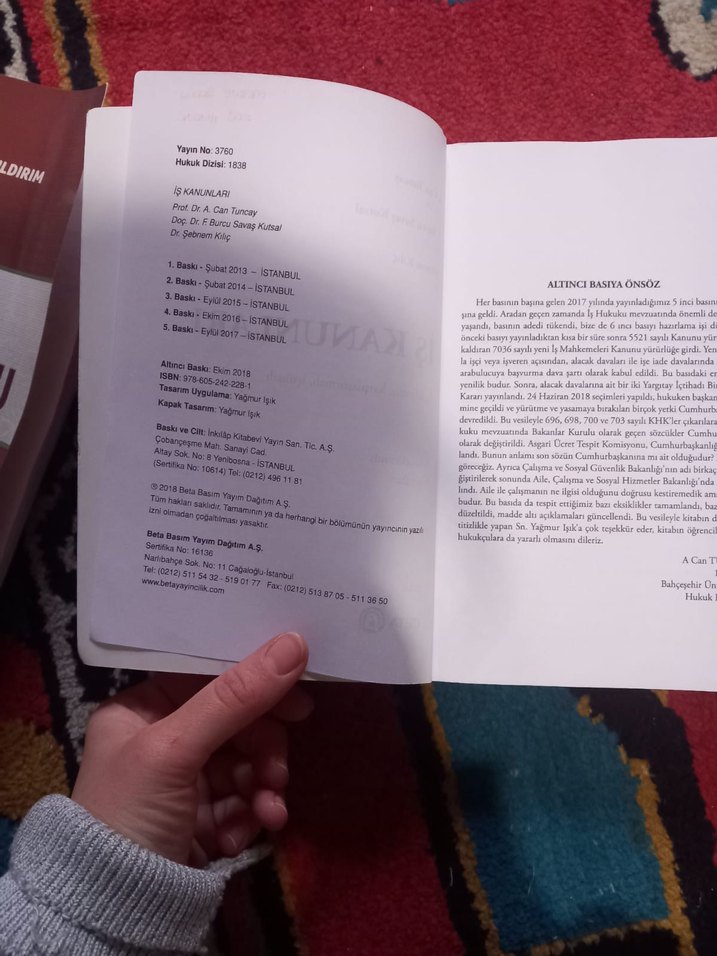 ILDIRIM
Yayın No: 3760
Hukuk Dizisi: 1838
İŞ KANUNLARI
Prof. Dr. A. Can Tuncay
Doç. Dr. F. Burcu Savaş Kutsal
Dr. Şebnem Kılıç
1. Baskı - Şubat 2013 – İSTANBUL
2. Baskı - Şubat 2014 – İSTANBUL
3. Baskı - Eylül 2015 – İSTANBUL
4. Baskı - Ekim 2016 – İSTANBUL
5. Baskı - Eylül 2017 – İSTANBUL
Altıncı Baskı: Ekim 2018
ISBN: 978-605-242-228-1
Tasarım Uygulama: Yağmur Işık
Kapak Tasarım: Yağmur Işık
Baskı ve Cilt: İnkılâp Kitabevi Yayın San. Tic. A.Ş.
Çobançeşme Mah. Sanayi Cad.
Altay Sok. No: 8 Yenibosna - İSTANBUL
(Sertifika No: 10614) Tel: (0212) 496 11 81
© 2018 Beta Basım Yayım Dağıtım A.Ş.
Tüm hakları saklıdır. Tamamının ya da herhangi bir bölümünün yayıncının yazılı
izni olmadan çoğaltılması yasaktır.
Beta Basım Yayım Dağıtım A.Ş.
Sertifika No: 16136
Narlıbahçe Sok. No: 11 Cağaloğlu-İstanbul
Tel: (0212) 511 54 32 - 519 01 77 Fax: (0212) 513 87 05 - 511 36 50
www.betayayincilik.com
ALTINCI BASIYA ÖNSÖZ
Her basının başına gelen 2017 yılında yayınladığımız 5 inci basını
şına geldi. Aradan geçen zamanda İş Hukuku mevzuatında önemli de
yaşandı, basının adedi tükendi, bize de 6 ıncı basıyı hazırlama işi d
önceki basıyı yayınladıktan kısa bir süre sonra 5521 sayılı Kanunu yür
kaldıran 7036 sayılı yeni İş Mahkemeleri Kanunu yürürlüğe girdi. Yen
la işçi veya işveren açısından, alacak davaları ile işe iade davalarında
arabulucuya başvurma dava şartı olarak kabul edildi. Bu basıdaki er
yenilik budur. Sonra, alacak davalarına ait bir iki Yargıtay İçtihadı Bir
Kararı yayınlandı. 24 Haziran 2018 seçimleri yapıldı, hukuken başkan
mine geçildi ve yürütme ve yasamaya bırakılan birçok yetki Cumhurba
devredildi. Bu vesileyle 696, 698, 700 ve 703 sayılı KHK'ler çıkarılara
kuku mevzuatında Bakanlar Kurulu olarak geçen sözcükler Cumhu
olarak değiştirildi. Asgari Ücret Tespit Komisyonu, Cumhurbaşkanlığ
landı. Bunun anlamı son sözün Cumhurbaşkanına mı ait olduğudur?
göreceğiz. Ayrıca Çalışma ve Sosyal Güvenlik Bakanlığı'nın adı birkaç
ğiştirilerek sonunda Aile, Çalışma ve Sosyal Hizmetler Bakanlığı'nda
lındı. Aile ile çalışmanın ne ilgisi olduğunu doğrusu kestiremedik am
budur. Bu basıda da tespit ettiğimiz bazı eksiklikler tamamlandı, baz
düzeltildi, madde altı açıklamaları güncellendi. Bu vesileyle kitabın d
titizlikle yapan Sn. Yağmur Işık'a çok teşekkür eder, kitabın öğrencil
hukukçulara da yararlı olmasını dileriz.
A Can T
Bahçeşehir Ün
Hukuk